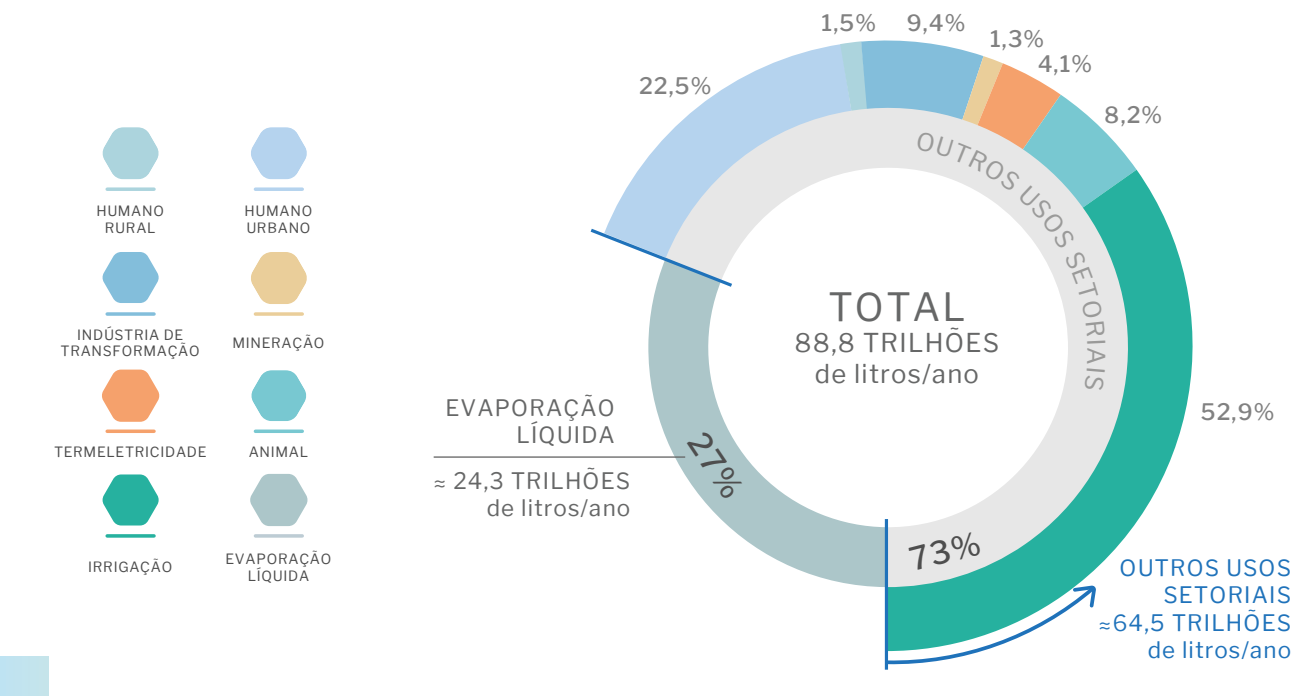 HUMANO
RURAL
HUMANO
URBANO
INDÚSTRIA DE
TRANSFORMAÇÃO
MINERAÇÃO
TERMELETRICIDADE
ANIMAL
IRRIGAÇÃO
EVAPORAÇÃO
LÍQUIDA
22,5%
1,5%
9,4%
1,3%
4,1%
8,2%
52,9%
OUTROS USOS SETORIAIS
TOTAL
88,8 TRILHÕES
de litros/ano
EVAPORAÇÃO
LÍQUIDA
≈ 24,3 TRILHÕES
de litros/ano
27%
73%
OUTROS USOS
SETORIAIS
≈64,5 TRILHÕES
de litros/ano